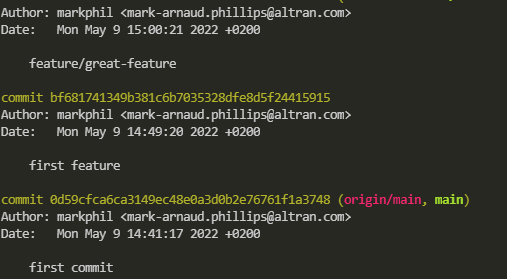 Author: markphil <mark-arnaud.phillips@altran.com>
Date:   Mon May 9 15:00:21 2022 +0200
feature/great-feature
commit bf681741349b381c6b7035328dfe8d5f24415915
Author: markphil <mark-arnaud.phillips@altran.com>
Date:   Mon May 9 14:49:20 2022 +0200
first feature
commit 0d59cfca6ca3149ec48e0a3d0b2e76761f1a3748 (origin/main, main)
Author: markphil <mark-arnaud.phillips@altran.com>
Date:   Mon May 9 14:41:17 2022 +0200
first commit